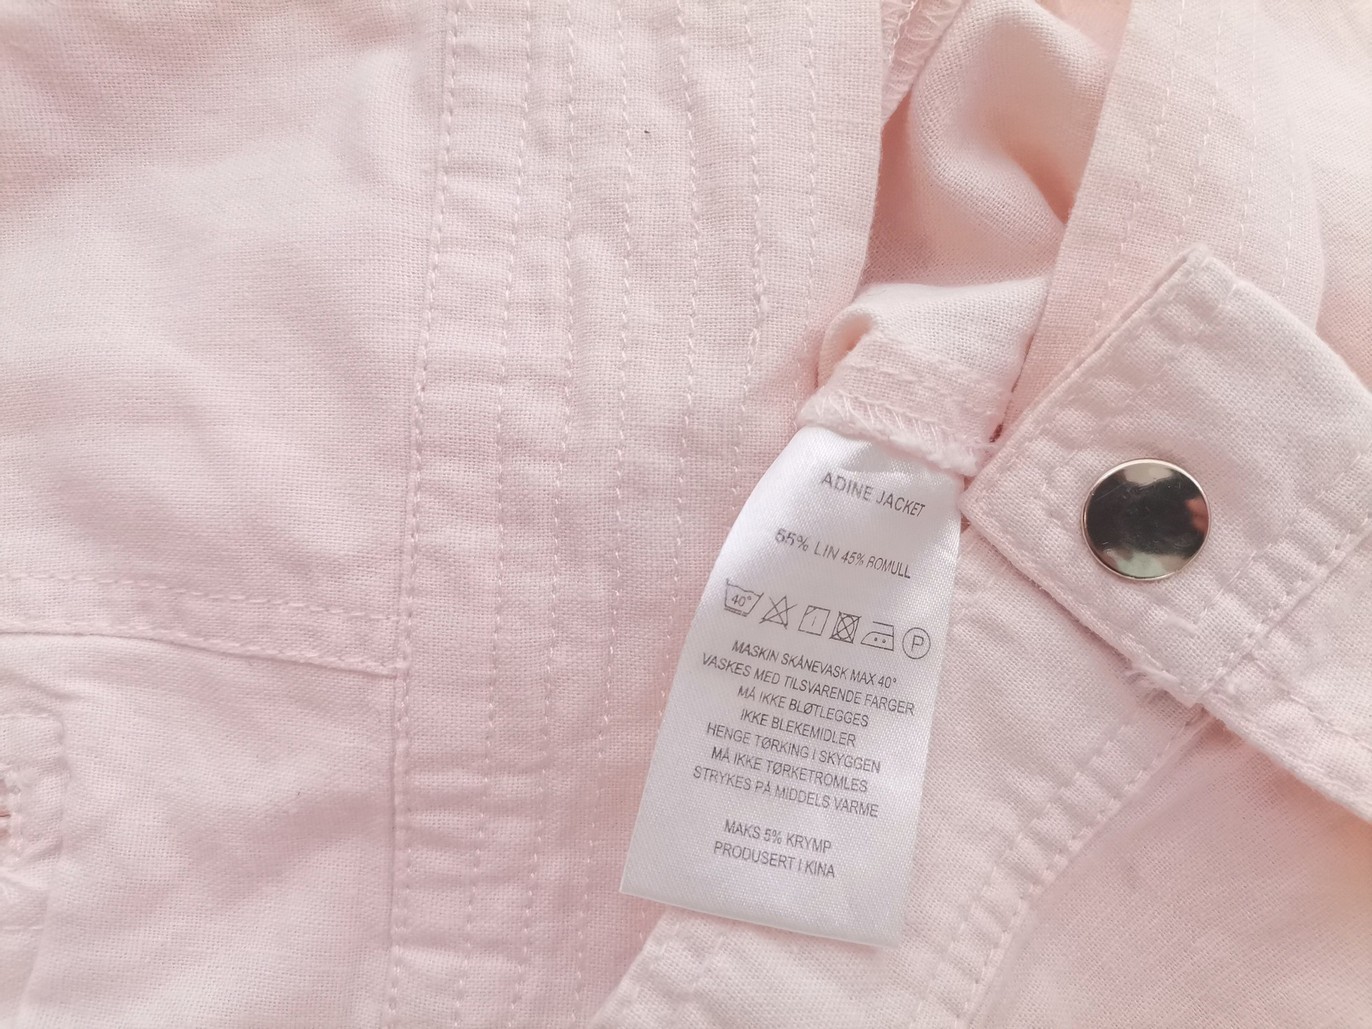 ADINE JACKET
55% LIN 45% ROMULL
40° P
MASKIN SKÅNEVASK MAX 40°
VASKES MED TILSVARENDE FARGER
MÅ IKKE BLØTLEGGES
IKKE BLEKEMIDLER
HENGE TØRKING I SKYGGEN
MÅ IKKE TØRKETROMLES
STRYKES PÅ MIDDELS VARME
MAKS 5% KRYMP
PRODUSERT I KINA